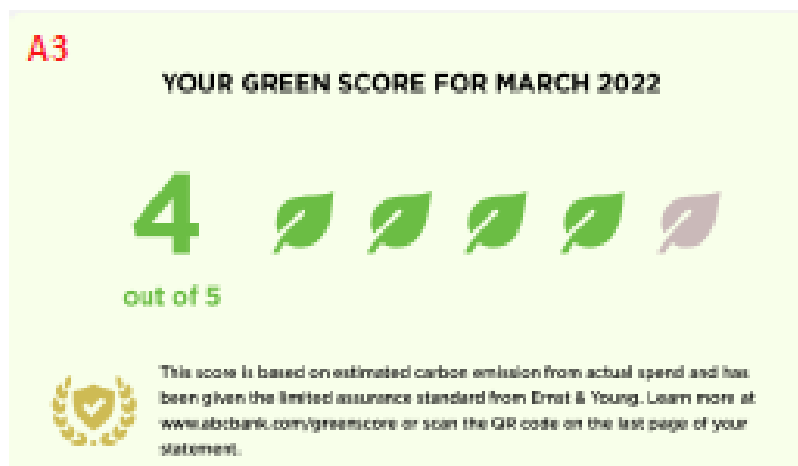 A3
YOUR GREEN SCORE FOR MARCH 2022
4
out of 5
This score is based on estimated carbon emission from actual spend and has
been given the limited assurance standard from Ernst & Young. Learn more at
www.abcbank.com/greenscore or scan the QR code on the last page of your
statement.